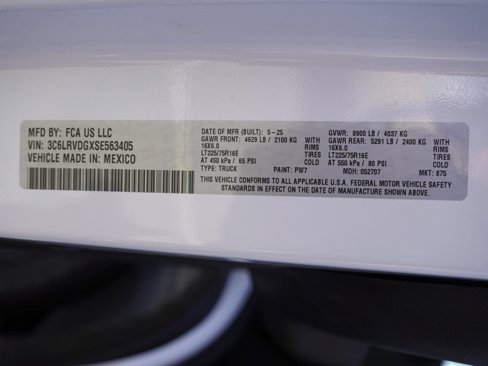 MFD BY: FCA US LLC
VIN: 3C6LRVDGXSE563405
VEHICLE MADE IN: MEXICO
DATE OF MFR (BUILT): 5-25 GVWR: 8900 LB / 4037 KG
GAWR FRONT: 4629 LB / 2100 KG WITH GAWR REAR: 5291 LB / 2400 KG WITH
16X6.0 RIMS 16X6.0 RIMS
LT225/75R16E TIRES LT225/75R16E TIRES
AT 450 kPa / 65 PSI COLD AT 550 kPa / 80 PSI COLD
TYPE: TRUCK PAINT: PW7 MDH: 052707 MKT: 875
THIS VEHICLE CONFORMS TO ALL APPLICABLE U.S.A. FEDERAL MOTOR VEHICLE SAFETY
STANDARDS IN EFFECT ON THE DATE OF MANUFACTURE SHOWN ABOVE.